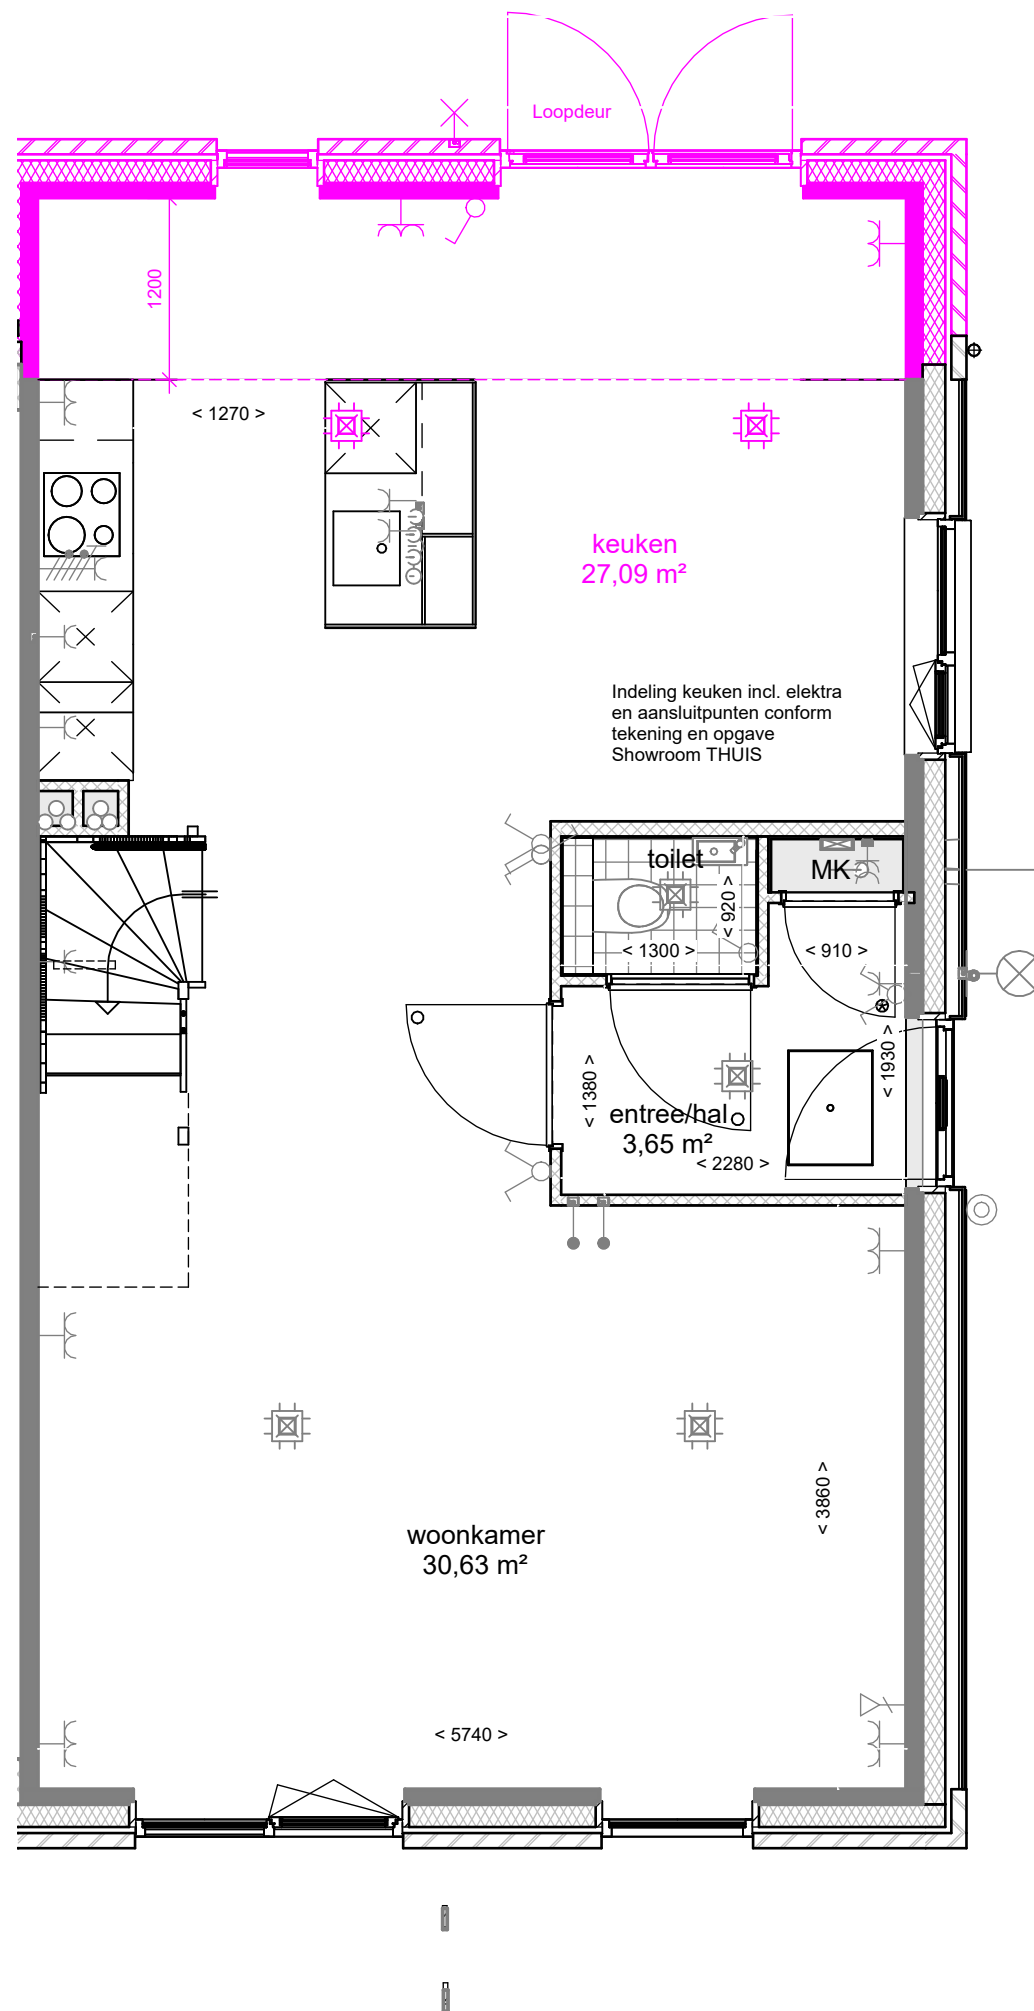 Loopdeur
1200
< 1270 >
keuken
27,09 m²
Indeling keuken incl. elektra
en aansluitpunten conform
tekening en opgave
Showroom THUIS
toilet
MK
< 920 >
< 1300 >
< 910 >
< 1930 >
< 1380 >
entree/hal
3,65 m²
< 2280 >
< 3860 >
woonkamer
30,63 m²
< 5740 >